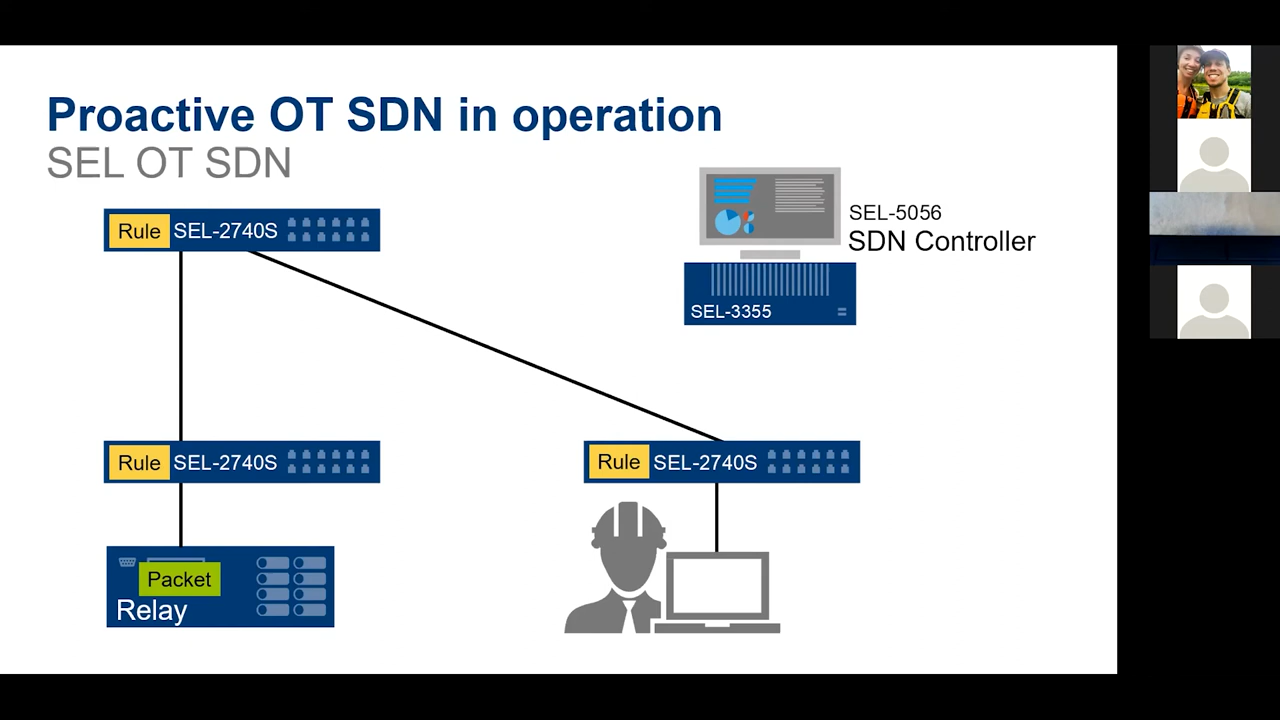 Proactive OT SDN in operation
SEL OT SDN
Rule SEL-2740S
SEL-5056
SDN Controller
SEL-3355
Rule SEL-2740S
Rule SEL-2740S
Packet
Relay